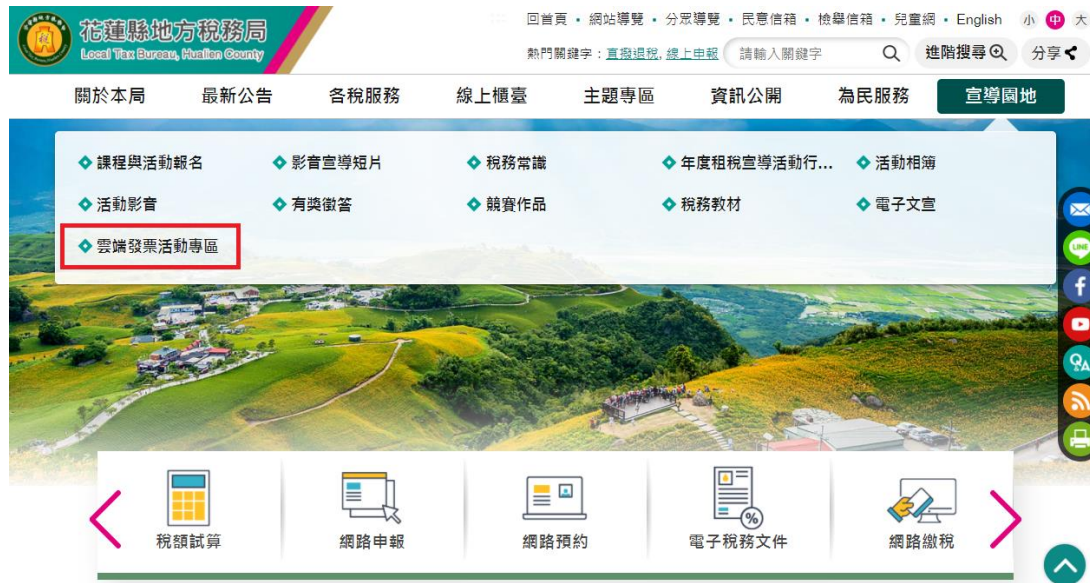 花蓮縣地方稅務局
Local Tax Bureau, Hualien County
::: 回首頁 • 網站導覽 • 分眾導覽 • 民意信箱 • 檢舉信箱 • 兒童網 • English 小 中 大
熱門關鍵字：直撥退稅, 線上申報 請輸入關鍵字 進階搜尋 分享
關於本局 最新公告 各稅服務 線上櫃臺 主題專區 資訊公開 為民服務 宣導園地
課程與活動報名 影音宣導短片 稅務常識 年度租稅宣導活動行... 活動相簿
活動影音 有獎徵答 競賽作品 稅務教材 電子文宣
雲端發票活動專區
LINE
Q&A
稅額試算 網路申報 網路預約 電子稅務文件 網路繳稅